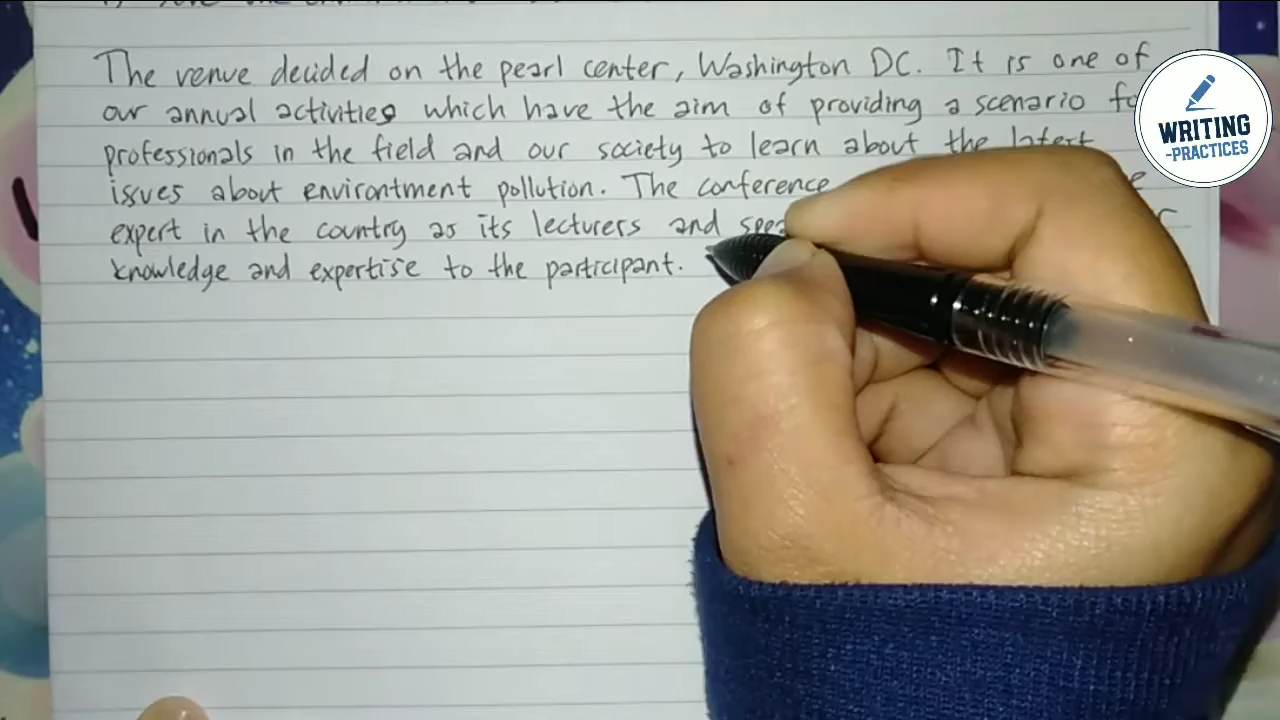 The venue decided on the pearl center, Washington DC. It is one of
our annual activities which have the aim of providing a scenario
professionals in the field and our society to learn about the latest
issues about environtment pollution. The conference
expert in the country as its lecturers and
knowledge and expertise to the participant.
WRITING
-PRACTICES